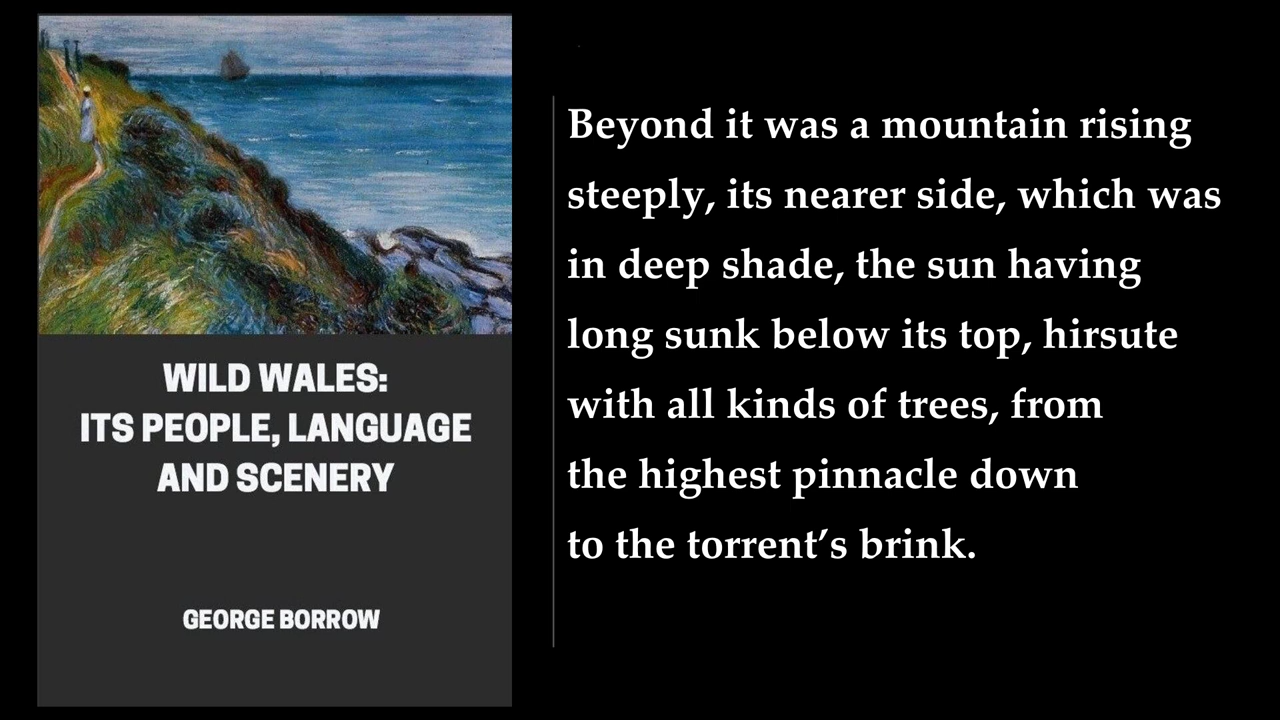 WILD WALES:
ITS PEOPLE, LANGUAGE
AND SCENERY
GEORGE BORROW
Beyond it was a mountain rising
steeply, its nearer side, which was
in deep shade, the sun having
long sunk below its top, hirsute
with all kinds of trees, from
the highest pinnacle down
to the torrent’s brink.